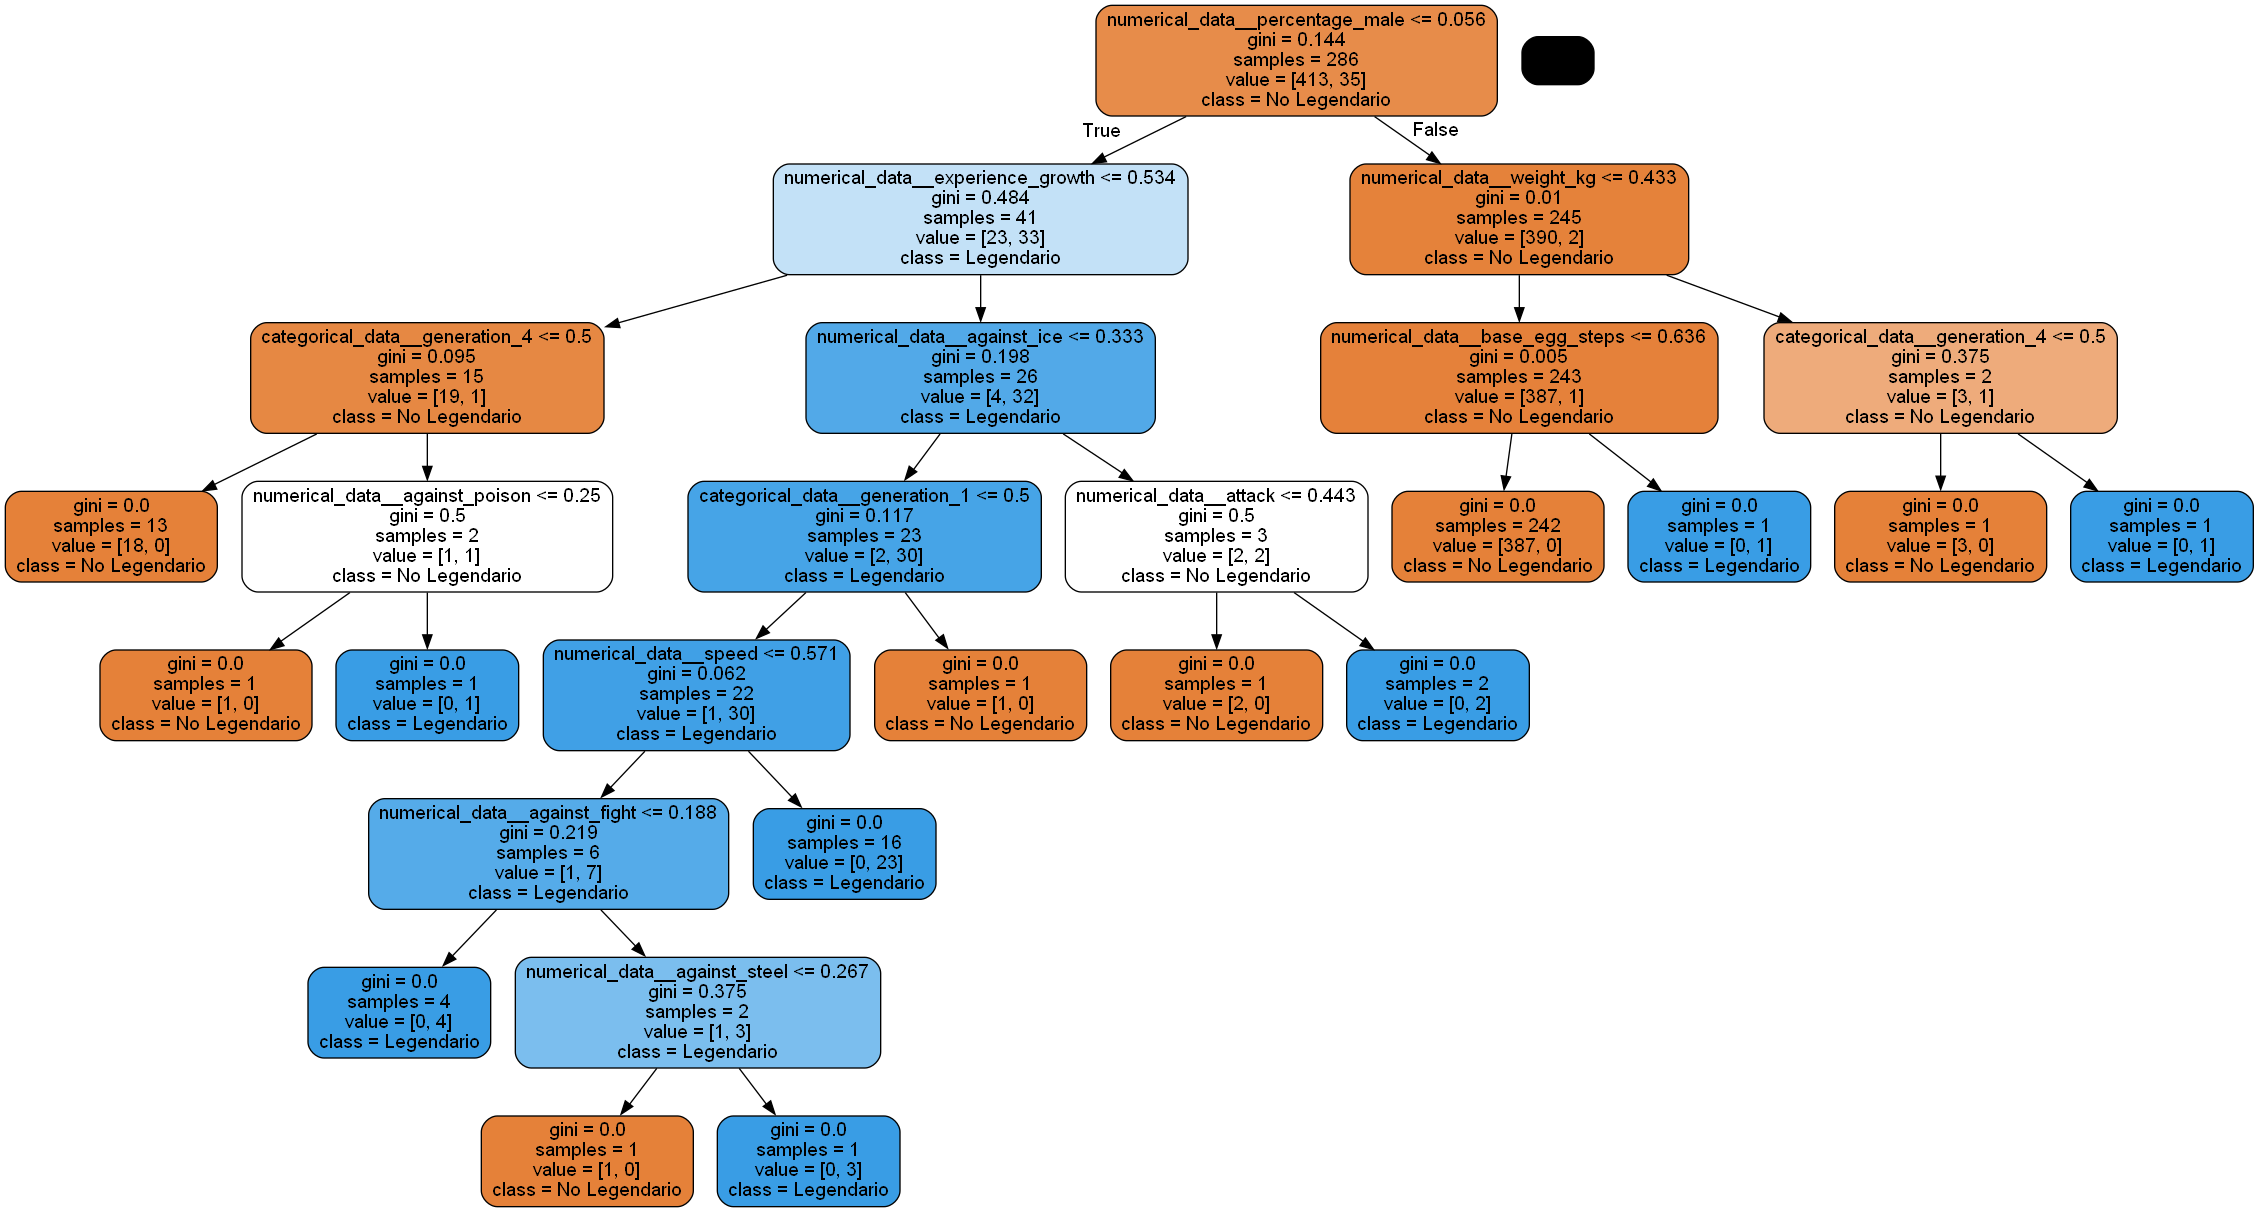 numerical_data__percentage_male <= 0.056
gini = 0.144
samples = 286
value = [413, 35]
class = No Legendario
True
False
numerical_data__experience_growth <= 0.534
gini = 0.484
samples = 41
value = [23, 33]
class = Legendario
numerical_data__weight_kg <= 0.433
gini = 0.01
samples = 245
value = [390, 2]
class = No Legendario
categorical_data__generation_4 <= 0.5
gini = 0.095
samples = 15
value = [19, 1]
class = No Legendario
numerical_data__against_ice <= 0.333
gini = 0.198
samples = 26
value = [4, 32]
class = Legendario
numerical_data__base_egg_steps <= 0.636
gini = 0.005
samples = 243
value = [387, 1]
class = No Legendario
categorical_data__generation_4 <= 0.5
gini = 0.375
samples = 2
value = [3, 1]
class = No Legendario
gini = 0.0
samples = 13
value = [18, 0]
class = No Legendario
numerical_data__against_poison <= 0.25
gini = 0.5
samples = 2
value = [1, 1]
class = No Legendario
categorical_data__generation_1 <= 0.5
gini = 0.117
samples = 23
value = [2, 30]
class = Legendario
numerical_data__attack <= 0.443
gini = 0.5
samples = 3
value = [2, 2]
class = No Legendario
gini = 0.0
samples = 242
value = [387, 0]
class = No Legendario
gini = 0.0
samples = 1
value = [0, 1]
class = Legendario
gini = 0.0
samples = 1
value = [3, 0]
class = No Legendario
gini = 0.0
samples = 1
value = [0, 1]
class = Legendario
gini = 0.0
samples = 1
value = [1, 0]
class = No Legendario
gini = 0.0
samples = 1
value = [0, 1]
class = Legendario
numerical_data__speed <= 0.571
gini = 0.062
samples = 22
value = [1, 30]
class = Legendario
gini = 0.0
samples = 1
value = [1, 0]
class = No Legendario
gini = 0.0
samples = 1
value = [2, 0]
class = No Legendario
gini = 0.0
samples = 2
value = [0, 2]
class = Legendario
numerical_data__against_fight <= 0.188
gini = 0.219
samples = 6
value = [1, 7]
class = Legendario
gini = 0.0
samples = 16
value = [0, 23]
class = Legendario
gini = 0.0
samples = 4
value = [0, 4]
class = Legendario
numerical_data__against_steel <= 0.267
gini = 0.375
samples = 2
value = [1, 3]
class = Legendario
gini = 0.0
samples = 1
value = [1, 0]
class = No Legendario
gini = 0.0
samples = 1
value = [0, 3]
class = Legendario